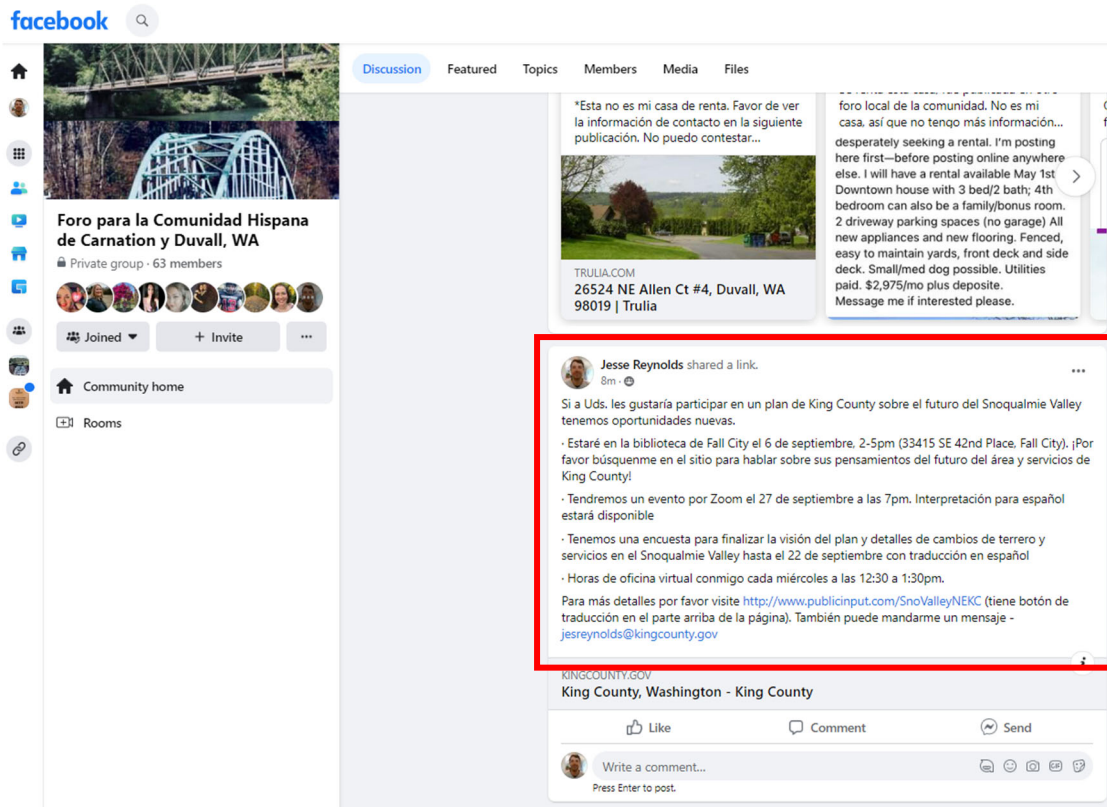 facebook
Discussion
Featured
Topics
Members
Media
Files
Foro para la Comunidad Hispana
de Carnation y Duvall, WA
Private group · 63 members
Joined
+ Invite
Community home
Rooms
*Esta no es mi casa de renta. Favor de ver
la información de contacto en la siguiente
publicación. No puedo contestar...
TRULIA.COM
26524 NE Allen Ct #4, Duvall, WA
98019 | Trulia
foro local de la comunidad. No es mi
casa, así que no tengo más información...
desperately seeking a rental. I'm posting
here first—before posting online anywhere
else. I will have a rental available May 1st
Downtown house with 3 bed/2 bath; 4th
bedroom can also be a family/bonus room.
2 driveway parking spaces (no garage) All
new appliances and new flooring. Fenced,
easy to maintain yards, front deck and side
deck. Small/med dog possible. Utilities
paid. $2,975/mo plus deposite.
Message me if interested please.
Jesse Reynolds shared a link.
8m ·
Si a Uds. les gustaría participar en un plan de King County sobre el futuro del Snoqualmie Valley
tenemos oportunidades nuevas.
· Estaré en la biblioteca de Fall City el 6 de septiembre, 2-5pm (33415 SE 42nd Place, Fall City). ¡Por
favor búsquenme en el sitio para hablar sobre sus pensamientos del futuro del área y servicios de
King County!
· Tendremos un evento por Zoom el 27 de septiembre a las 7pm. Interpretación para español
estará disponible
· Tenemos una encuesta para finalizar la visión del plan y detalles de cambios de terrero y
servicios en el Snoqualmie Valley hasta el 22 de septiembre con traducción en español
· Horas de oficina virtual conmigo cada miércoles a las 12:30 a 1:30pm.
Para más detalles por favor visite http://www.publicinput.com/SnoValleyNEKC (tiene botón de
traducción en el parte arriba de la página). También puede mandarme un mensaje -
jesreynolds@kingcounty.gov
KINGCOUNTY.GOV
King County, Washington - King County
Like
Comment
Send
Write a comment...
GIF
Press Enter to post.